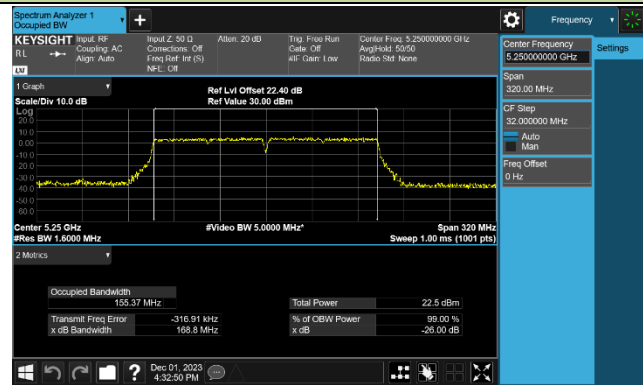 Spectrum Analyzer 1
Occupied BW
Frequency
KEYSIGHT Input: RF
RL
Coupling: AC
Align: Auto
LXI
Input Z: 50 Ω
Corrections: Off
Freq Ref: Int (S)
NFE: Off
Atten: 20 dB
Trig: Free Run
Gate: Off
#IF Gain: Low
Center Freq: 5.250000000 GHz
Avg|Hold: 50/50
Radio Std: None
Center Frequency
5.250000000 GHz
Settings
Span
320.00 MHz
CF Step
32.000000 MHz
Auto
Man
Freq Offset
0 Hz
1 Graph
Scale/Div 10.0 dB
Ref Lvl Offset 22.40 dB
Ref Value 30.00 dBm
Log
20.0
10.0
0.00
-10.0
-20.0
-30.0
-40.0
-50.0
-60.0
Center 5.25 GHz
#Res BW 1.6000 MHz
#Video BW 5.0000 MHz*
Span 320 MHz
Sweep 1.00 ms (1001 pts)
2 Metrics
Occupied Bandwidth
155.37 MHz
Total Power 22.5 dBm
Transmit Freq Error -316.91 kHz
% of OBW Power 99.00 %
x dB Bandwidth 168.8 MHz
x dB -26.00 dB
?
Dec 01, 2023
4:32:50 PM